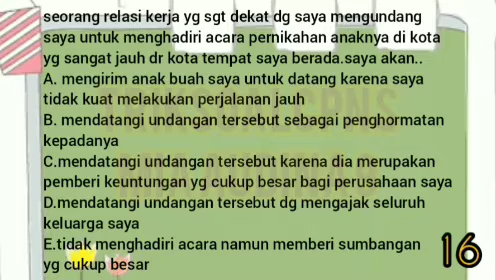 seorang relasi kerja yg sgt dekat dg saya mengundang
saya untuk menghadiri acara pernikahan anaknya di kota
yg sangat jauh dr kota tempat saya berada.saya akan..
A. mengirim anak buah saya untuk datang karena saya
tidak kuat melakukan perjalanan jauh
B. mendatangi undangan tersebut sebagai penghormatan
kepadanya
C.mendatangi undangan tersebut karena dia merupakan
pemberi keuntungan yg cukup besar bagi perusahaan saya
D.mendatangi undangan tersebut dg mengajak seluruh
keluarga saya
E.tidak menghadiri acara namun memberi sumbangan
yg cukup besar
16